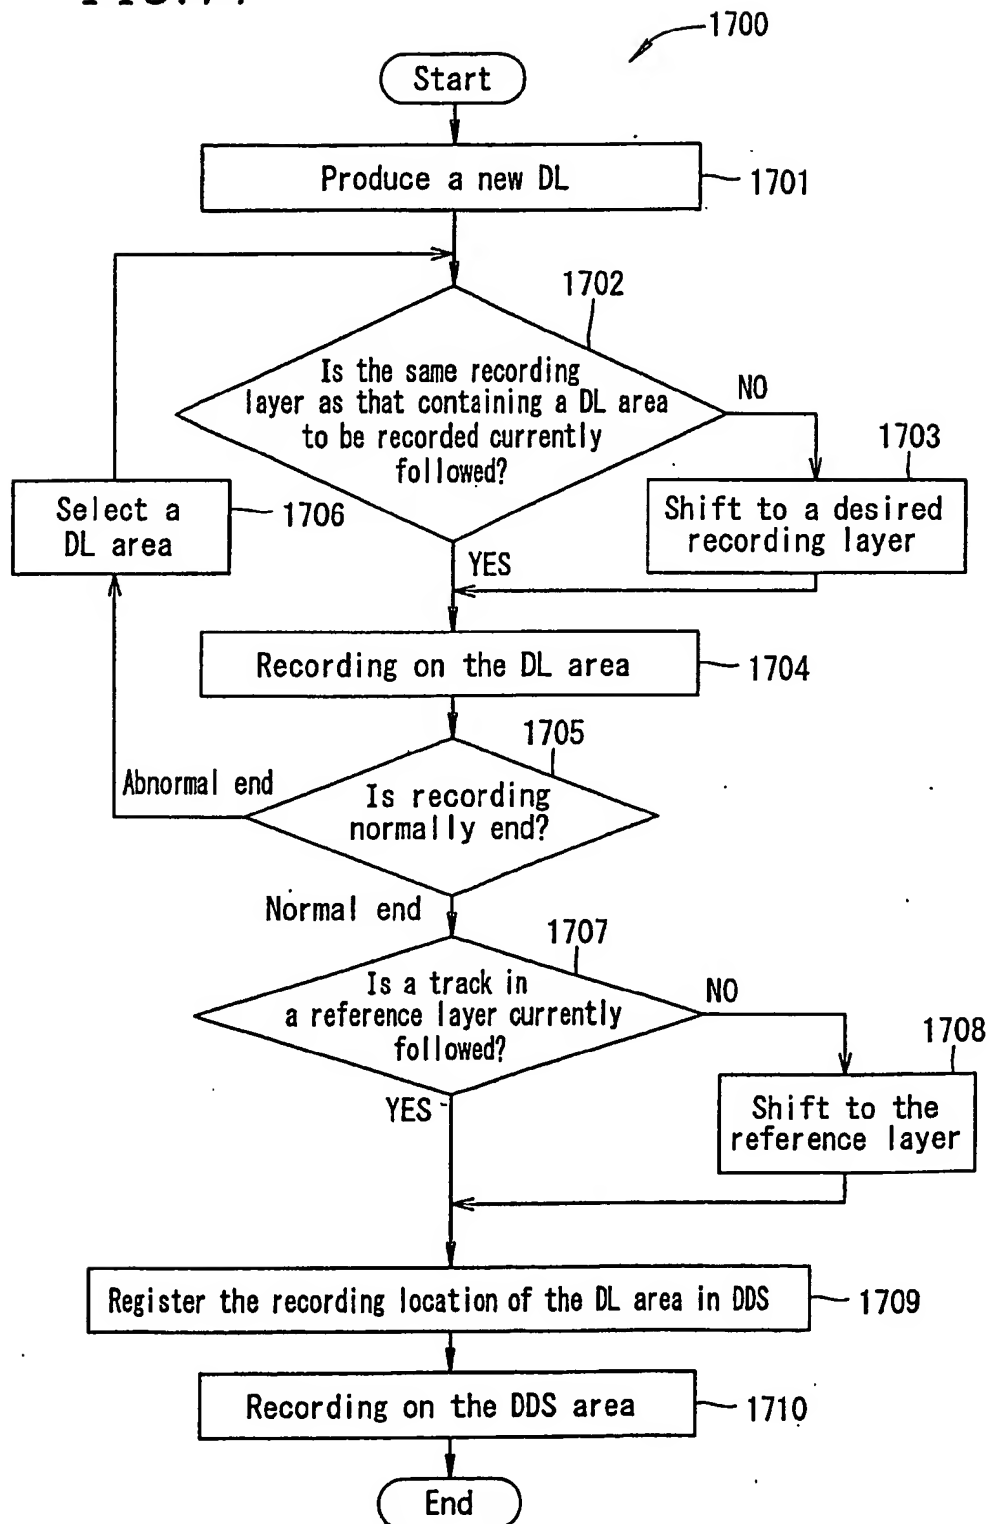 1700
Start
Produce a new DL
1701
1702
Is the same recording
layer as that containing a DL area
to be recorded currently
followed?
NO
1703
Shift to a desired
recording layer
Select a
DL area
1706
YES
Recording on the DL area
1704
1705
Abnormal end
Is recording
normally end?
Normal end
1707
Is a track in
a reference layer currently
followed?
NO
1708
Shift to the
reference layer
YES
Register the recording location of the DL area in DDS
1709
Recording on the DDS area
1710
End